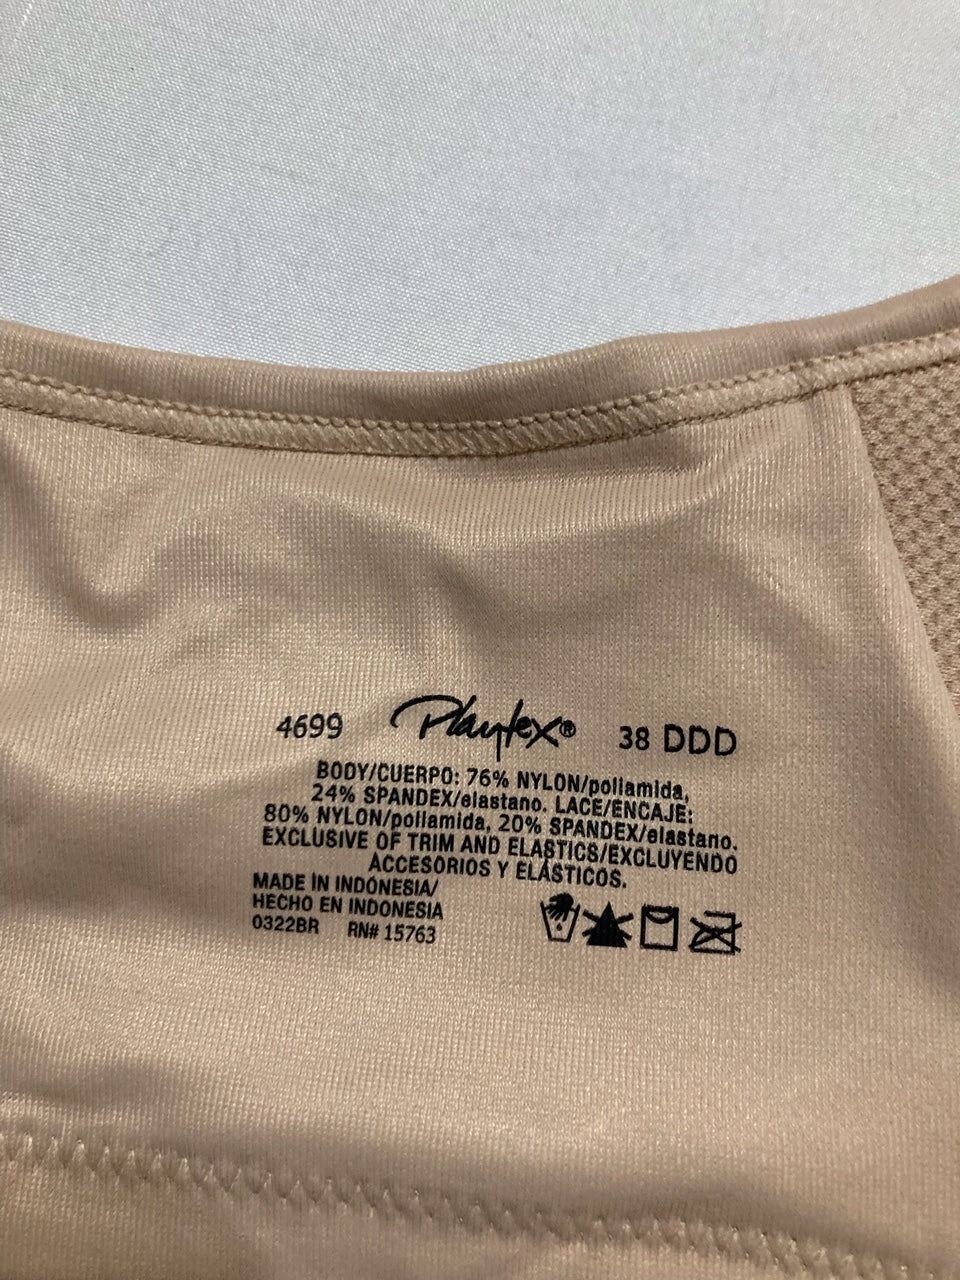 4699 Playtex® 38 DDD
BODY/CUERPO: 76% NYLON/poliamida,
24% SPANDEX/elastano. LACE/ENCAJE:
80% NYLON/poliamida, 20% SPANDEX/elastano.
EXCLUSIVE OF TRIM AND ELASTICS/EXCLUYENDO
ACCESORIOS Y ELÁSTICOS.
MADE IN INDONESIA/
HECHO EN INDONESIA
0322BR RN# 15763